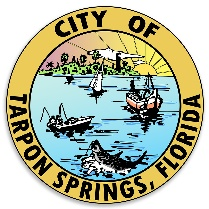 CITY OF
TARPON SPRINGS, FLORIDA